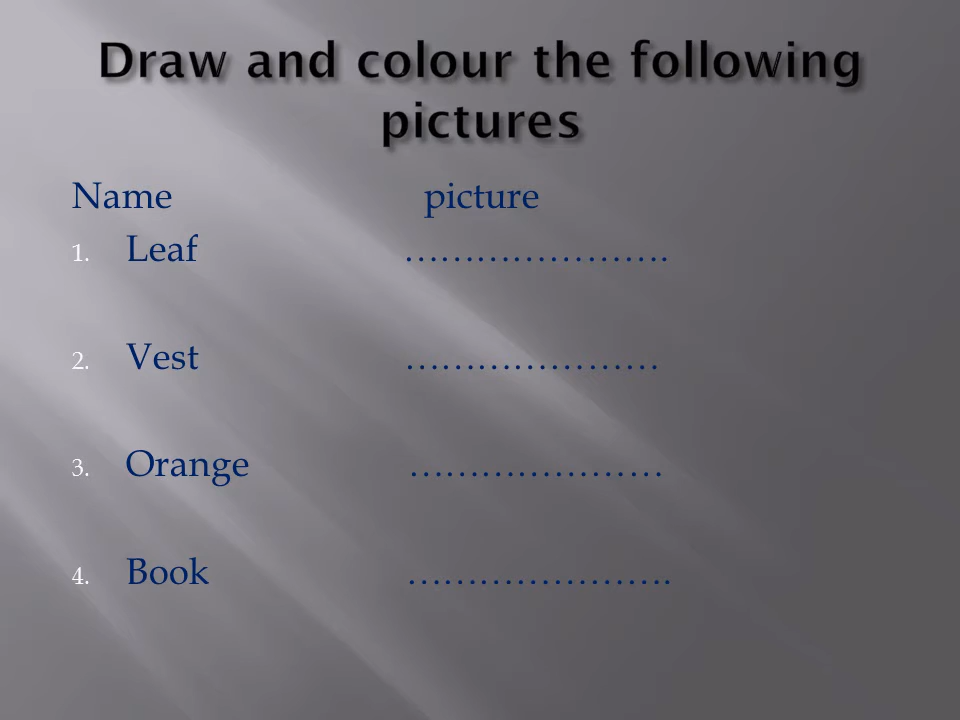 Draw and colour the following
pictures
Name picture
1. Leaf ………………….
2. Vest …………………
3. Orange …………………
4. Book ………………….